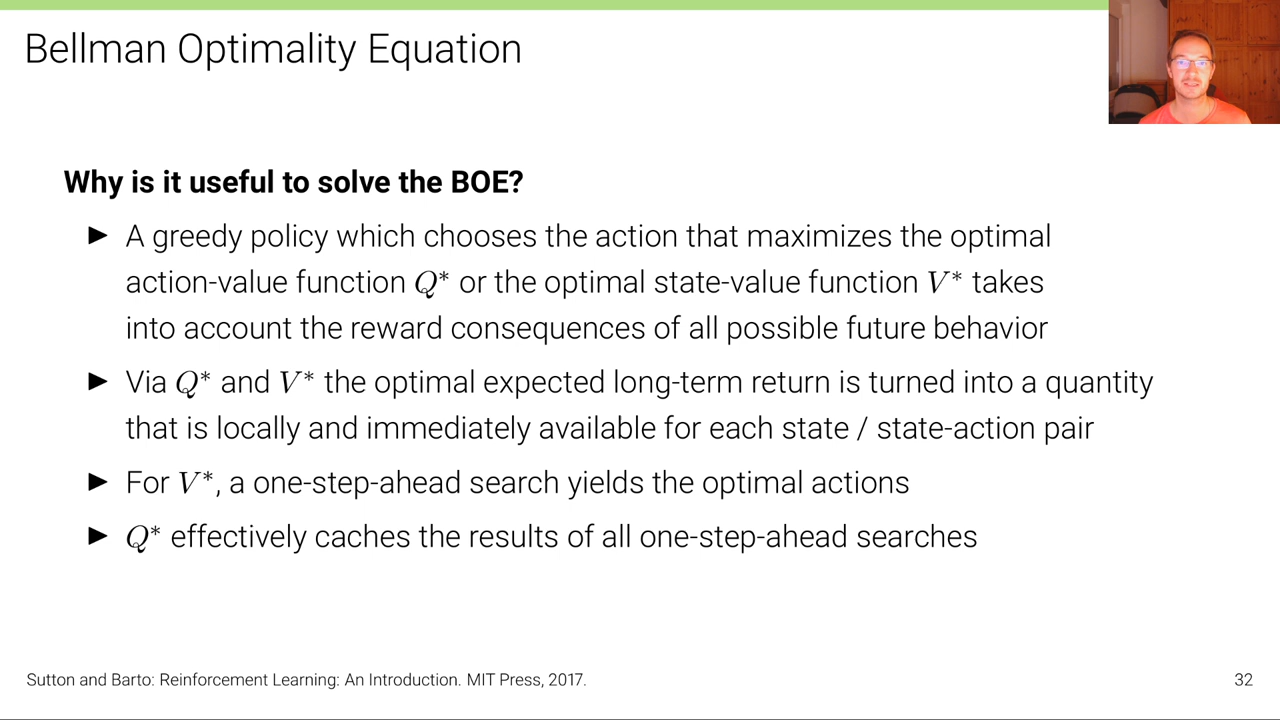 Bellman Optimality Equation
Why is it useful to solve the BOE?
▶ A greedy policy which chooses the action that maximizes the optimal
action-value function Q* or the optimal state-value function V* takes
into account the reward consequences of all possible future behavior
▶ Via Q* and V* the optimal expected long-term return is turned into a quantity
that is locally and immediately available for each state / state-action pair
▶ For V*, a one-step-ahead search yields the optimal actions
▶ Q* effectively caches the results of all one-step-ahead searches
Sutton and Barto: Reinforcement Learning: An Introduction. MIT Press, 2017.
32